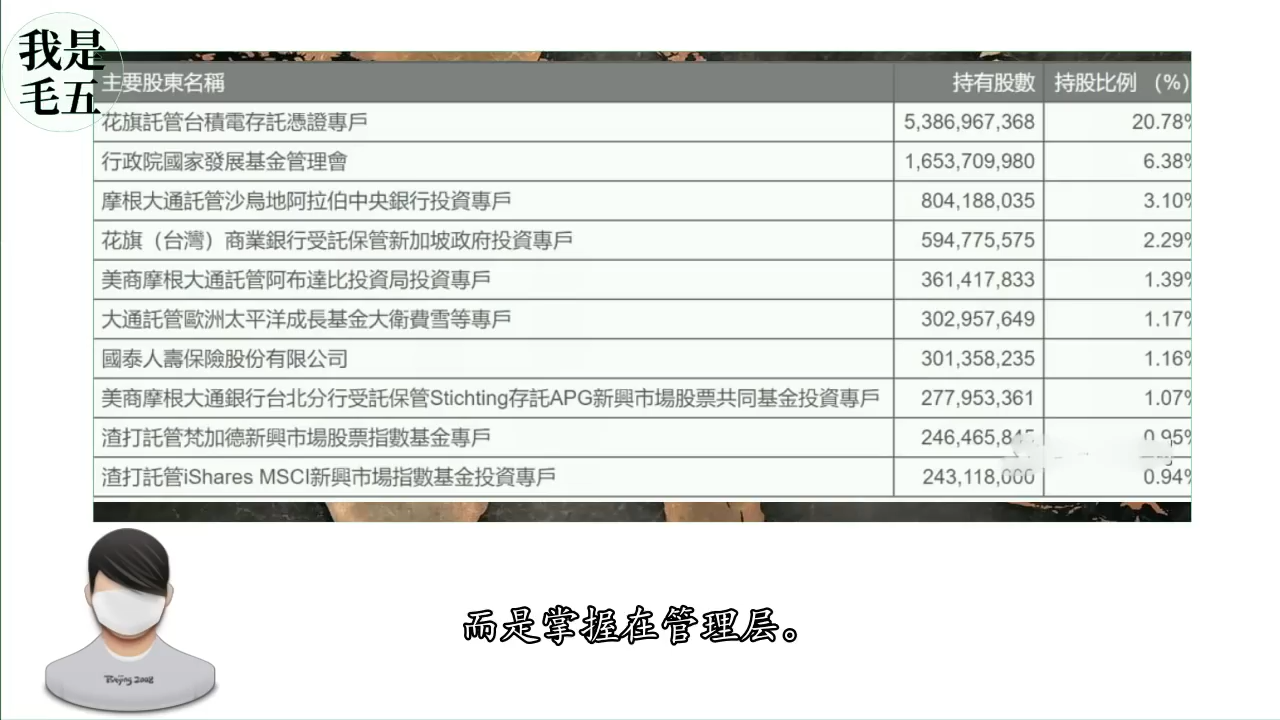 我是
毛五
主要股東名稱 持有股數 持股比例 (%)
花旗託管台積電存託憑證專戶 5,386,967,368 20.78%
行政院國家發展基金管理會 1,653,709,980 6.38%
摩根大通託管沙烏地阿拉伯中央銀行投資專戶 804,188,035 3.10%
花旗（台灣）商業銀行受託保管新加坡政府投資專戶 594,775,575 2.29%
美商摩根大通託管阿布達比投資局投資專戶 361,417,833 1.39%
大通託管歐洲太平洋成長基金大衛費雪等專戶 302,957,649 1.17%
國泰人壽保險股份有限公司 301,358,235 1.16%
美商摩根大通銀行台北分行受託保管Stichting存託APG新興市場股票共同基金投資專戶 277,953,361 1.07%
渣打託管梵加德新興市場股票指數基金專戶 246,465,845 0.95%
渣打託管iShares MSCI新興市場指數基金投資專戶 243,118,000 0.94%
Beijing 2008
而是掌握在管理层。